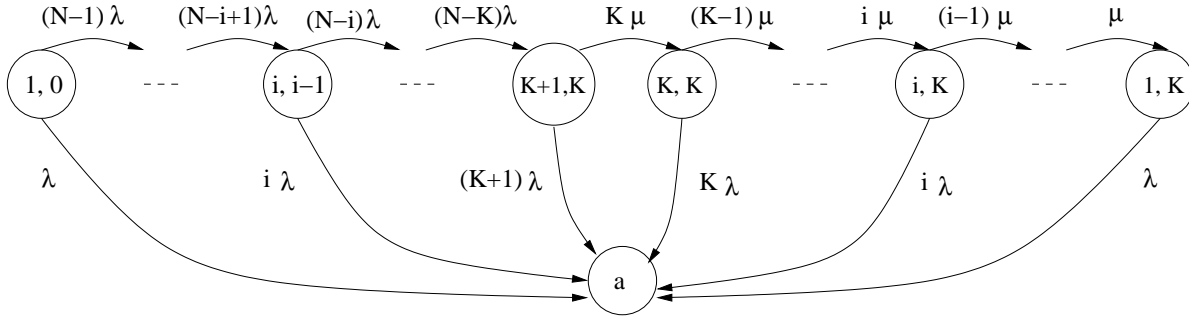 (N−1) λ (N−i+1)λ (N−i)λ (N−K)λ K μ (K−1) μ i μ (i−1) μ μ
1, 0 - - - i, i−1 - - - K+1,K K, K - - - i, K - - - 1, K
λ i λ (K+1) λ K λ i λ λ
a